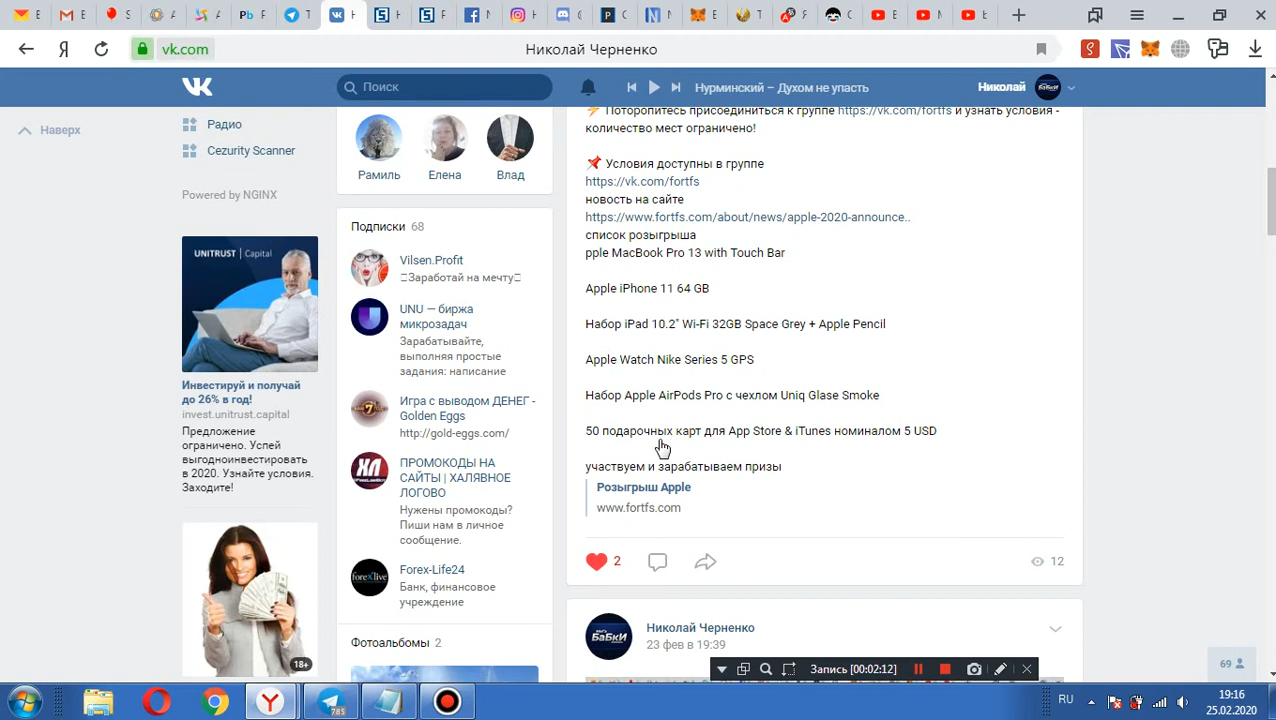 vk.com
Николай Черненко
Поиск
Нурминский – Духом не упасть
Николай
Наверх
Радио
Cezurity Scanner
Powered by NGINX
UNITRUST | Capital
Инвестируй и получай
до 26% в год!
invest.unitrust.capital
Предложение
ограничено. Успей
выгодноинвестировать
в 2020. Узнайте условия.
Заходите!
18+
Рамиль
Елена
Влад
Подписки 68
Vilsen.Profit
Заработай на мечту
UNU — биржа
микрозадач
Зарабатывайте,
выполняя простые
задания: написание
Игра с выводом ДЕНЕГ -
Golden Eggs
http://gold-eggs.com/
ПРОМОКОДЫ НА
САЙТЫ | ХАЛЯВНОЕ
ЛОГОВО
Нужены промокоды?
Пиши нам в личное
сообщение.
Forex-Life24
Банк, финансовое
учреждение
Фотоальбомы 2
Поторопитесь присоединиться к группе https://vk.com/fortfs и узнать условия -
количество мест ограничено!
Условия доступны в группе
https://vk.com/fortfs
новость на сайте
https://www.fortfs.com/about/news/apple-2020-announce..
список розыгрыша
pple MacBook Pro 13 with Touch Bar
Apple iPhone 11 64 GB
Набор iPad 10.2" Wi-Fi 32GB Space Grey + Apple Pencil
Apple Watch Nike Series 5 GPS
Набор Apple AirPods Pro с чехлом Uniq Glase Smoke
50 подарочных карт для App Store & iTunes номиналом 5 USD
участвуем и зарабатываем призы
Розыгрыш Apple
www.fortfs.com
2
12
Николай Черненко
23 фев в 19:39
69
Запись [00:02:12]
785
RU
19:16
25.02.2020